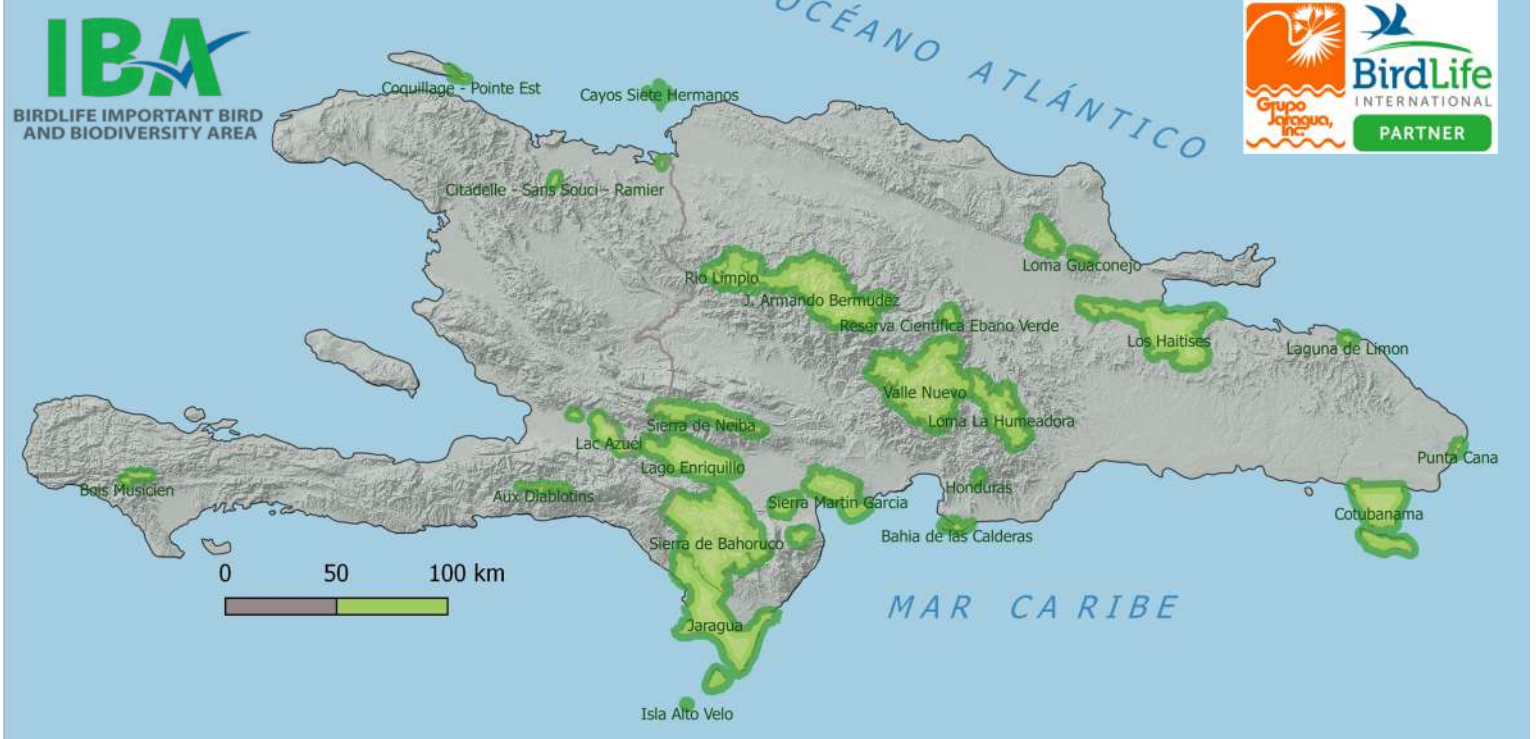 IBA
BIRDLIFE IMPORTANT BIRD
AND BIODIVERSITY AREA
OCÉANO ATLÁNTICO
Grupo
Jaragua,
Inc.
BirdLife
INTERNATIONAL
PARTNER
Coquillage - Pointe Est
Cayos Siete Hermanos
Citadelle - Sans Souci - Ramier
Rio Limpio
J. Armando Bermudez
Loma Guaconejo
Reserva Cientifica Ebano Verde
Los Haitises
Laguna de Limon
Valle Nuevo
Loma La Humeadora
Sierra de Neiba
Lac Azuei
Lago Enriquillo
Punta Cana
Bois Musicien
Aux Diablotins
Sierra Martin Garcia
Honduras
Cotubanama
Sierra de Bahoruco
Bahia de las Calderas
0 50 100 km
MAR CARIBE
Jaragua
Isla Alto Velo